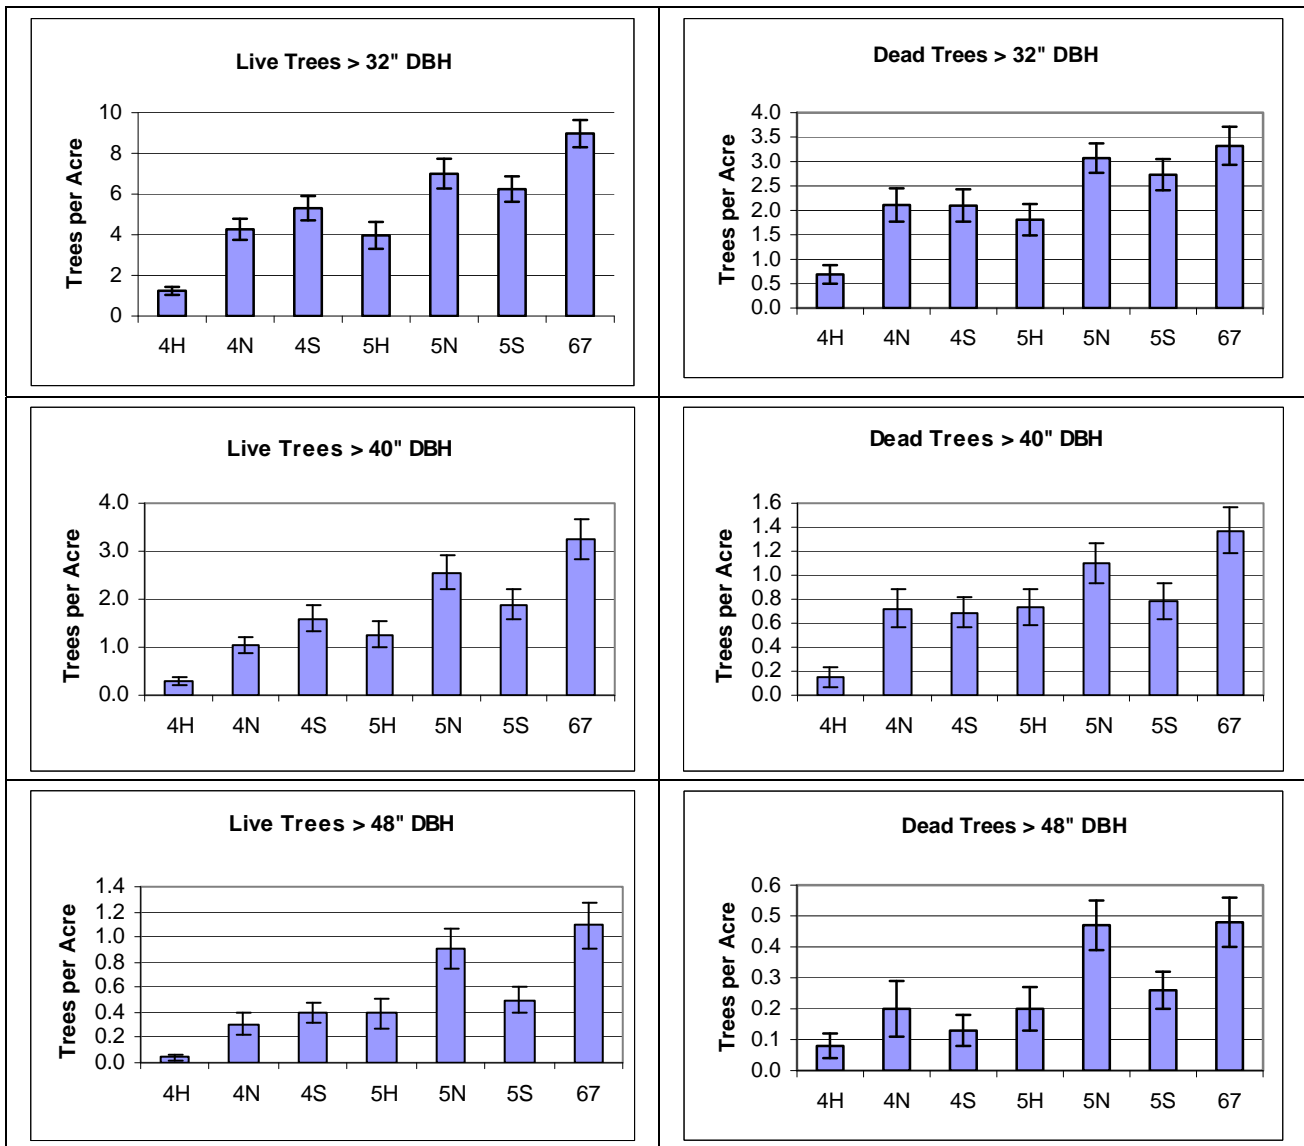 Live Trees > 32" DBH
Trees per Acre
10
8
6
4
2
0
4H 4N 4S 5H 5N 5S 67
Dead Trees > 32" DBH
Trees per Acre
4.0
3.5
3.0
2.5
2.0
1.5
1.0
0.5
0.0
4H 4N 4S 5H 5N 5S 67
Live Trees > 40" DBH
Trees per Acre
4.0
3.0
2.0
1.0
0.0
4H 4N 4S 5H 5N 5S 67
Dead Trees > 40" DBH
Trees per Acre
1.6
1.4
1.2
1.0
0.8
0.6
0.4
0.2
0.0
4H 4N 4S 5H 5N 5S 67
Live Trees > 48" DBH
Trees per Acre
1.4
1.2
1.0
0.8
0.6
0.4
0.2
0.0
4H 4N 4S 5H 5N 5S 67
Dead Trees > 48" DBH
Trees per Acre
0.6
0.5
0.4
0.3
0.2
0.1
0.0
4H 4N 4S 5H 5N 5S 67